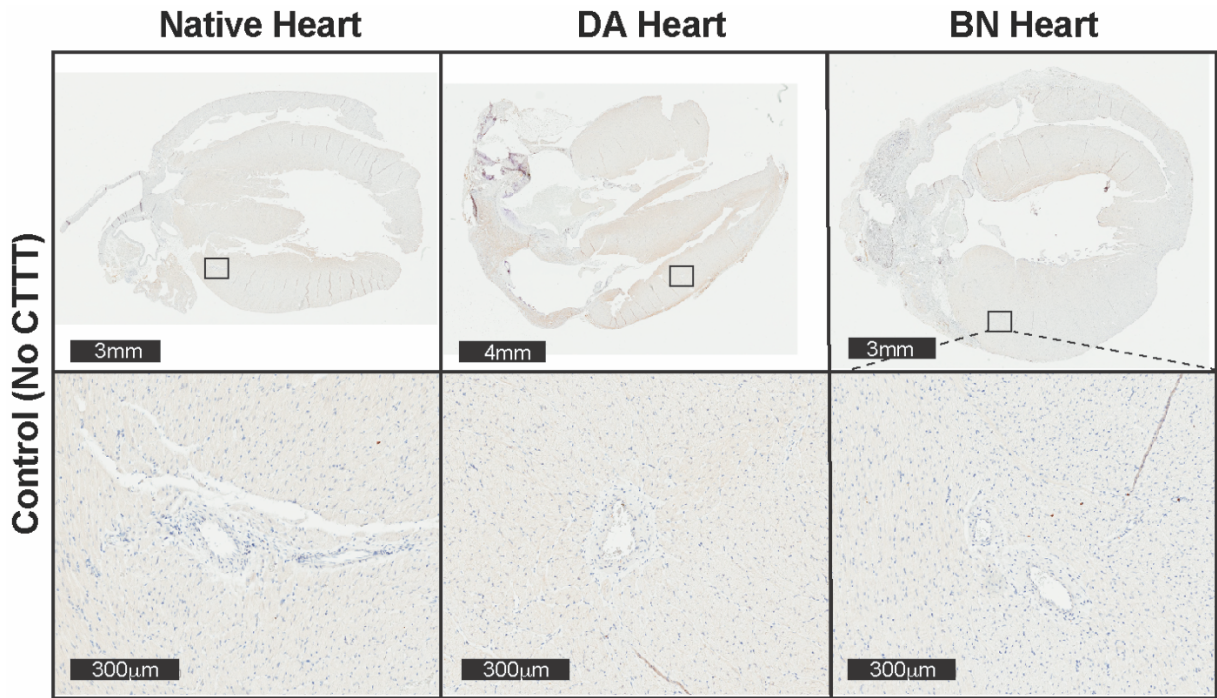 Native Heart DA Heart BN Heart
Control (No CTTT)
3mm 4mm 3mm
300μm 300μm 300μm